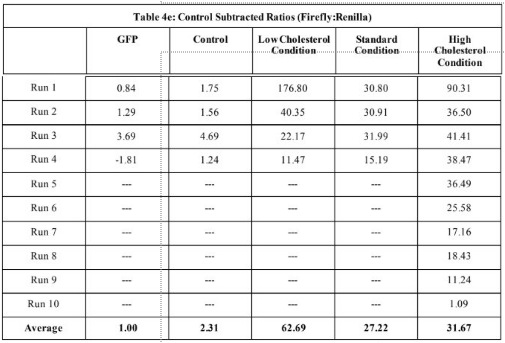 Table 4e: Control Subtracted Ratios (Firefly:Renilla)
GFP Control Low Cholesterol Condition Standard Condition High Cholesterol Condition
Run 1 0.84 1.75 176.80 30.80 90.31
Run 2 1.29 1.56 40.35 30.91 36.50
Run 3 3.69 4.69 22.17 31.99 41.41
Run 4 -1.81 1.24 11.47 15.19 38.47
Run 5 --- --- --- --- 36.49
Run 6 --- --- --- --- 25.58
Run 7 --- --- --- --- 17.16
Run 8 --- --- --- --- 18.43
Run 9 --- --- --- --- 11.24
Run 10 --- --- --- --- 1.09
Average 1.00 2.31 62.69 27.22 31.67